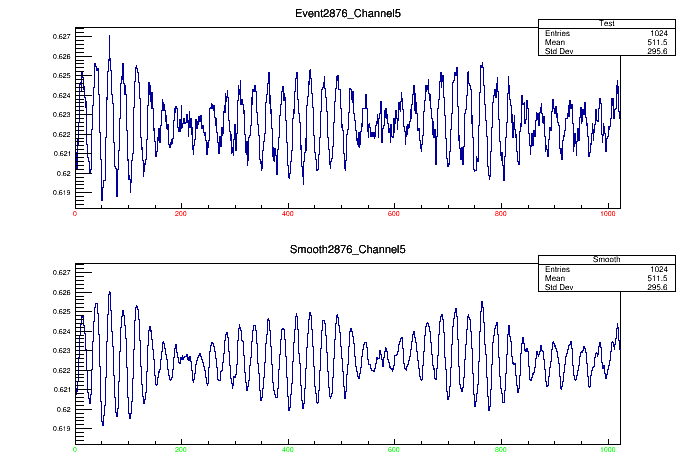 Event2876_Channel5
Test
Entries 1024
Mean 511.5
Std Dev 295.6
0.627
0.626
0.625
0.624
0.623
0.622
0.621
0.62
0.619
0 200 400 600 800 1000
Smooth2876_Channel5
Smooth
Entries 1024
Mean 511.5
Std Dev 295.6
0.627
0.626
0.625
0.624
0.623
0.622
0.621
0.62
0.619
0 200 400 600 800 1000